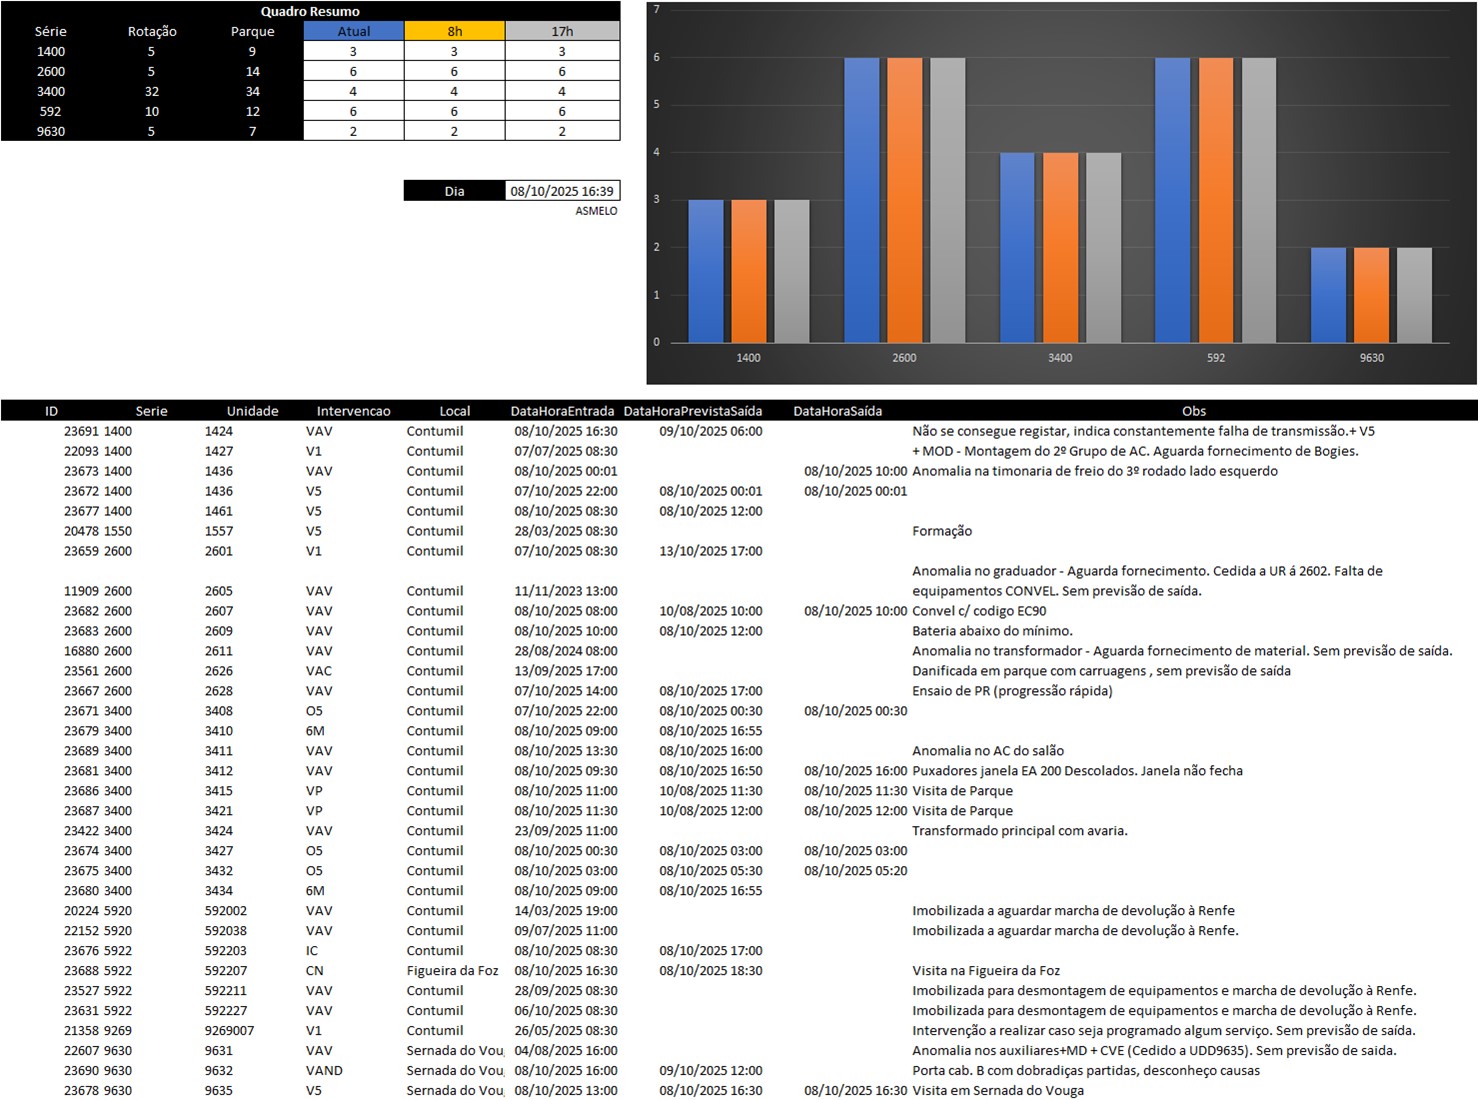 Quadro Resumo
Série Rotação Parque Atual 8h 17h
1400 5 9 3 3 3
2600 5 14 6 6 6
3400 32 34 4 4 4
592 10 12 6 6 6
9630 5 7 2 2 2
Dia 08/10/2025 16:39
ASMELO
7
6
5
4
3
2
1
0
1400 2600 3400 592 9630
ID Serie Unidade Intervencao Local DataHoraEntrada DataHoraPrevistaSaída DataHoraSaída Obs
23691 1400 1424 VAV Contumil 08/10/2025 16:30 09/10/2025 06:00 Não se consegue registar, indica constantemente falha de transmissão.+ V5
22093 1400 1427 V1 Contumil 07/07/2025 08:30 + MOD - Montagem do 2º Grupo de AC. Aguarda fornecimento de Bogies.
23673 1400 1436 VAV Contumil 08/10/2025 00:01 08/10/2025 10:00 Anomalia na timonaria de freio do 3º rodado lado esquerdo
23672 1400 1436 V5 Contumil 07/10/2025 22:00 08/10/2025 00:01 08/10/2025 00:01
23677 1400 1461 V5 Contumil 08/10/2025 08:30 08/10/2025 12:00
20478 1550 1557 V5 Contumil 28/03/2025 08:30 Formação
23659 2600 2601 V1 Contumil 07/10/2025 08:30 13/10/2025 17:00
Anomalia no graduador - Aguarda fornecimento. Cedida a UR á 2602. Falta de
11909 2600 2605 VAV Contumil 11/11/2023 13:00 equipamentos CONVEL. Sem previsão de saída.
23682 2600 2607 VAV Contumil 08/10/2025 08:00 10/08/2025 10:00 08/10/2025 10:00 Convel c/ codigo EC90
23683 2600 2609 VAV Contumil 08/10/2025 10:00 08/10/2025 12:00 Bateria abaixo do mínimo.
16880 2600 2611 VAV Contumil 28/08/2024 08:00 Anomalia no transformador - Aguarda fornecimento de material. Sem previsão de saída.
23561 2600 2626 VAC Contumil 13/09/2025 17:00 Danificada em parque com carruagens , sem previsão de saída
23667 2600 2628 VAV Contumil 07/10/2025 14:00 08/10/2025 17:00 Ensaio de PR (progressão rápida)
23671 3400 3408 O5 Contumil 07/10/2025 22:00 08/10/2025 00:30 08/10/2025 00:30
23679 3400 3410 6M Contumil 08/10/2025 09:00 08/10/2025 16:55
23689 3400 3411 VAV Contumil 08/10/2025 13:30 08/10/2025 16:00 Anomalia no AC do salão
23681 3400 3412 VAV Contumil 08/10/2025 09:30 08/10/2025 16:50 08/10/2025 16:00 Puxadores janela EA 200 Descolados. Janela não fecha
23686 3400 3415 VP Contumil 08/10/2025 11:00 10/08/2025 11:30 08/10/2025 11:30 Visita de Parque
23687 3400 3421 VP Contumil 08/10/2025 11:30 10/08/2025 12:00 08/10/2025 12:00 Visita de Parque
23422 3400 3424 VAV Contumil 23/09/2025 11:00 Transformado principal com avaria.
23674 3400 3427 O5 Contumil 08/10/2025 00:30 08/10/2025 03:00 08/10/2025 03:00
23675 3400 3432 O5 Contumil 08/10/2025 03:00 08/10/2025 05:30 08/10/2025 05:20
23680 3400 3434 6M Contumil 08/10/2025 09:00 08/10/2025 16:55
20224 5920 592002 VAV Contumil 14/03/2025 19:00 Imobilizada a aguardar marcha de devolução à Renfe
22152 5920 592038 VAV Contumil 09/07/2025 11:00 Imobilizada a aguardar marcha de devolução à Renfe.
23676 5922 592203 IC Contumil 08/10/2025 08:30 08/10/2025 17:00
23688 5922 592207 CN Figueira da Foz 08/10/2025 16:30 08/10/2025 18:30 Visita na Figueira da Foz
23527 5922 592211 VAV Contumil 28/09/2025 08:30 Imobilizada para desmontagem de equipamentos e marcha de devolução à Renfe.
23631 5922 592227 VAV Contumil 06/10/2025 08:30 Imobilizada para desmontagem de equipamentos e marcha de devolução à Renfe.
21358 9269 9269007 V1 Contumil 26/05/2025 08:30 Intervenção a realizar caso seja programado algum serviço. Sem previsão de saída.
22607 9630 9631 VAV Sernada do Voug 04/08/2025 16:00 Anomalia nos auxiliares+MD + CVE (Cedido a UDD9635). Sem previsão de saida.
23690 9630 9632 VAND Sernada do Voug 08/10/2025 16:00 09/10/2025 12:00 Porta cab. B com dobradiças partidas, desconheço causas
23678 9630 9635 V5 Sernada do Voug 08/10/2025 13:00 08/10/2025 16:30 08/10/2025 16:30 Visita em Sernada do Vouga